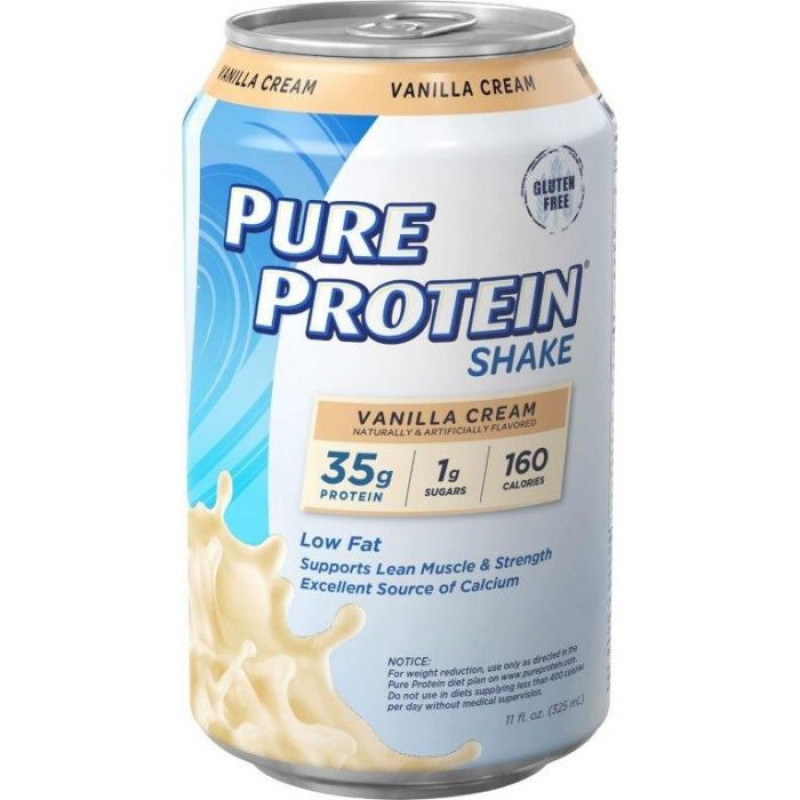 VANILLA CREAM
VANILLA CREAM
GLUTEN
FREE
PURE
PROTEIN®
SHAKE
VANILLA CREAM
NATURALLY & ARTIFICIALLY FLAVORED
35g
PROTEIN
1g
SUGARS
160
CALORIES
Low Fat
Supports Lean Muscle & Strength
Excellent Source of Calcium
NOTICE:
For weight reduction, use only as directed in the
Pure Protein diet plan on www.pureprotein.com.
Do not use in diets supplying less than 400 calories
per day without medical supervision.
11 fl. oz. (325 mL)